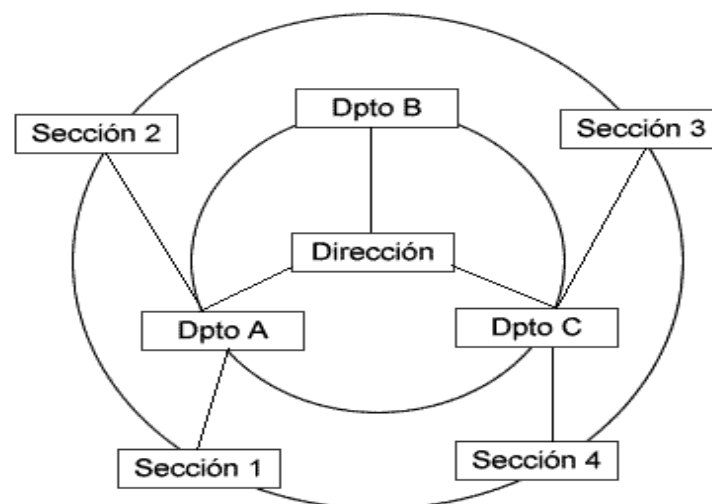 Dpto B
Sección 2
Sección 3
Dirección
Dpto A
Dpto C
Sección 1
Sección 4